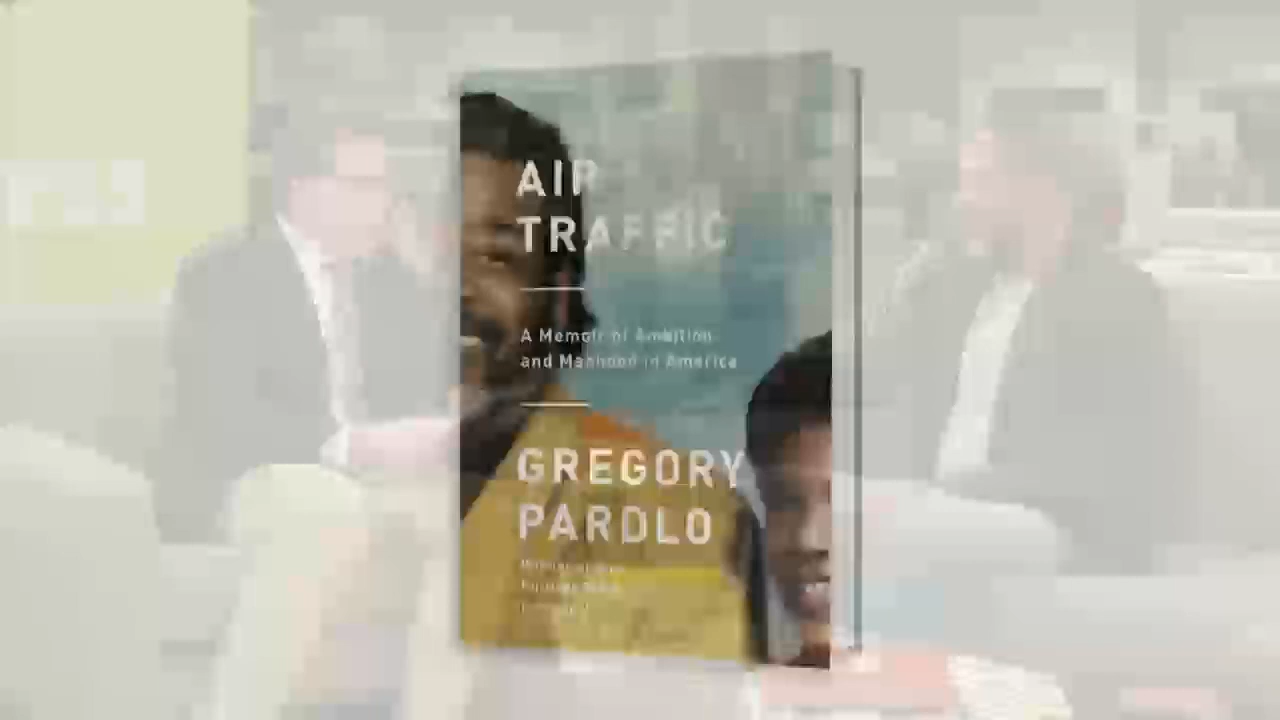 AIR
TRAFFIC
A Memoir of Ambition
and Manhood in America
GREGORY
PARDLO